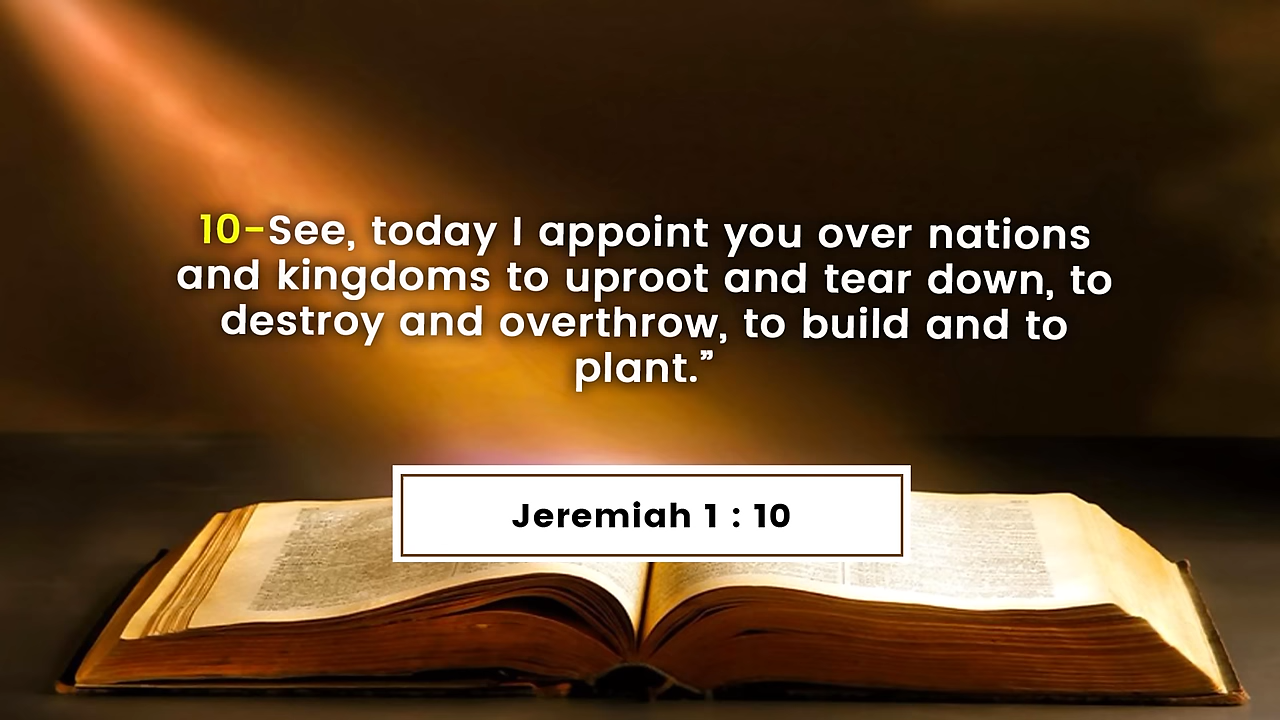 10-See, today I appoint you over nations
and kingdoms to uproot and tear down, to
destroy and overthrow, to build and to
plant.”
Jeremiah 1 : 10